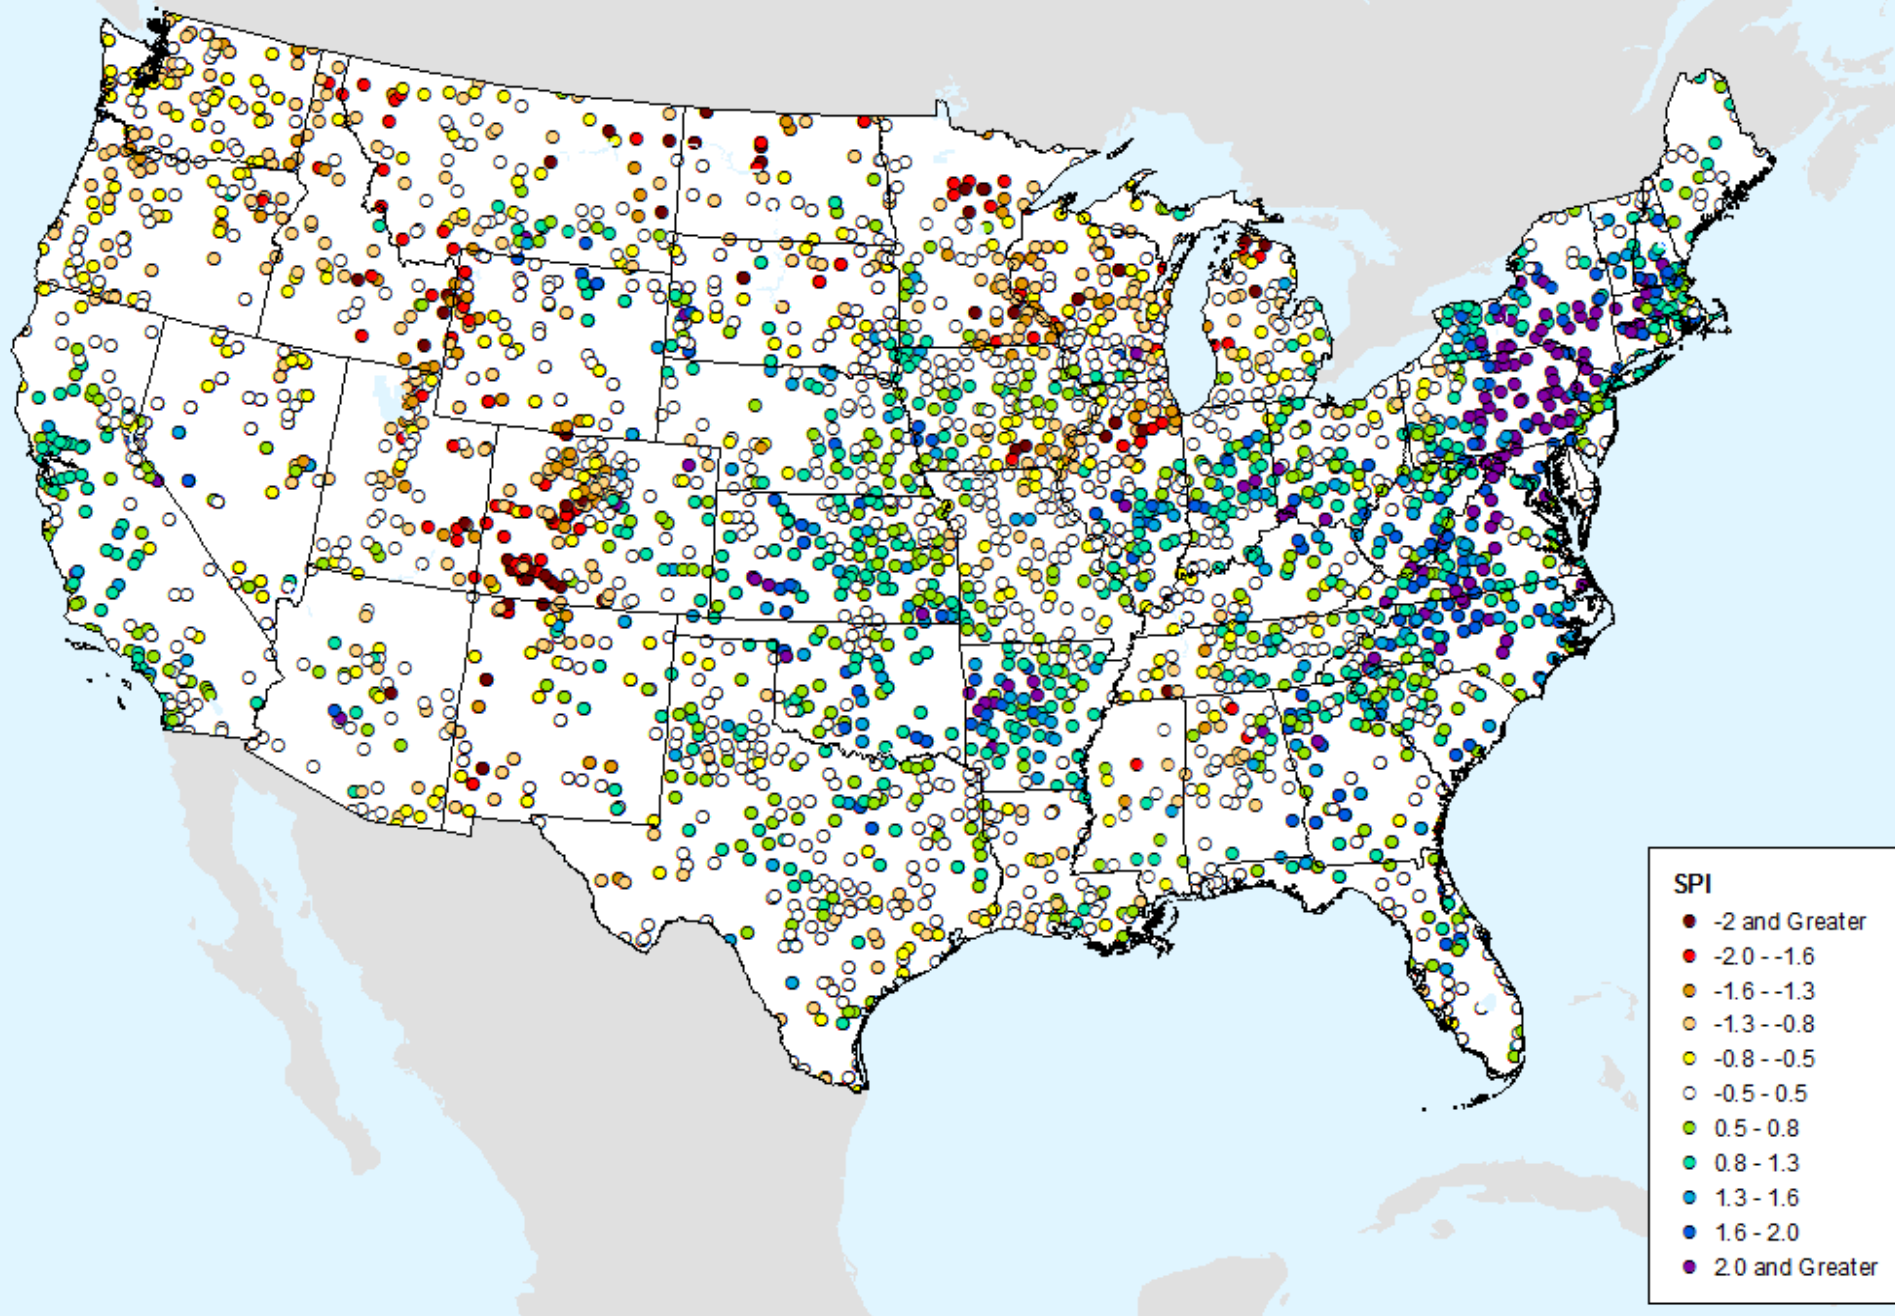 SPI
-2 and Greater
-2.0 - -1.6
-1.6 - -1.3
-1.3 - -0.8
-0.8 - -0.5
-0.5 - 0.5
0.5 - 0.8
0.8 - 1.3
1.3 - 1.6
1.6 - 2.0
2.0 and Greater